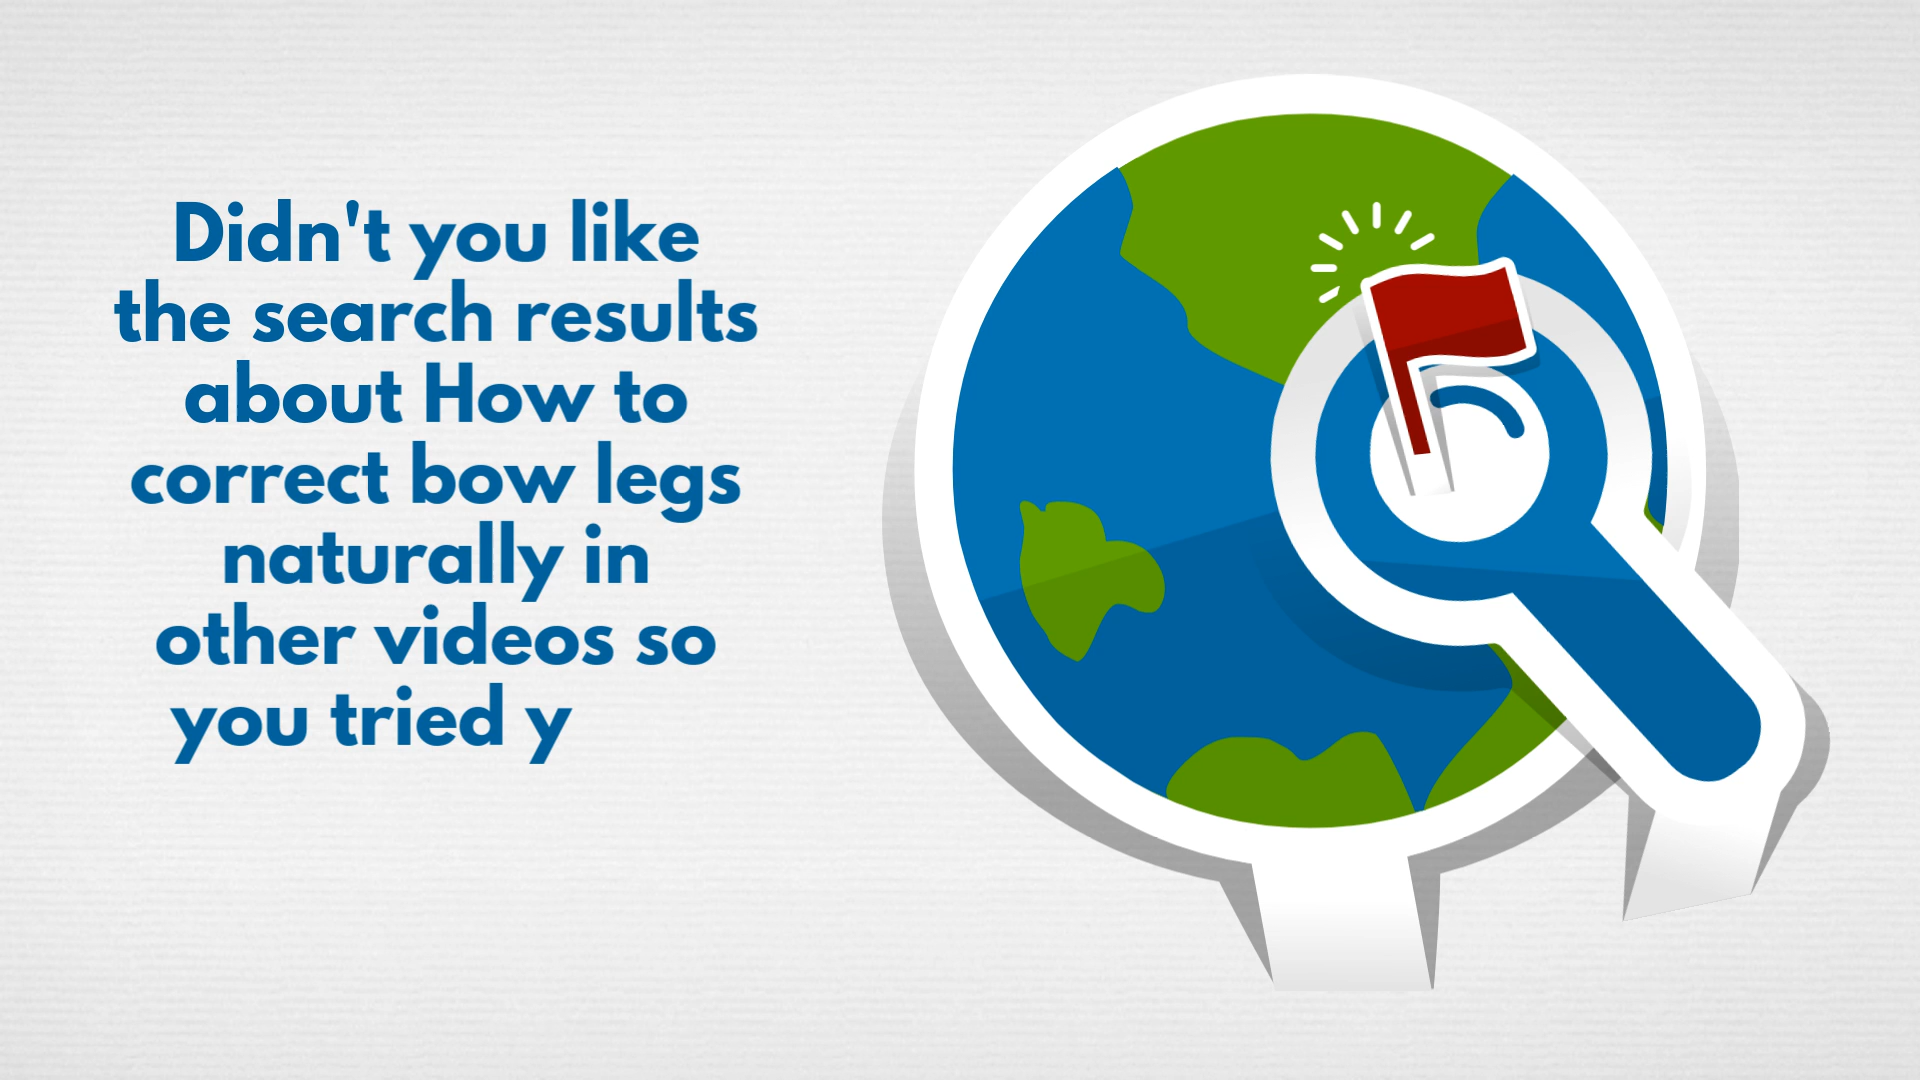 Didn't you like
the search results
about How to
correct bow legs
naturally in
other videos so
you tried y